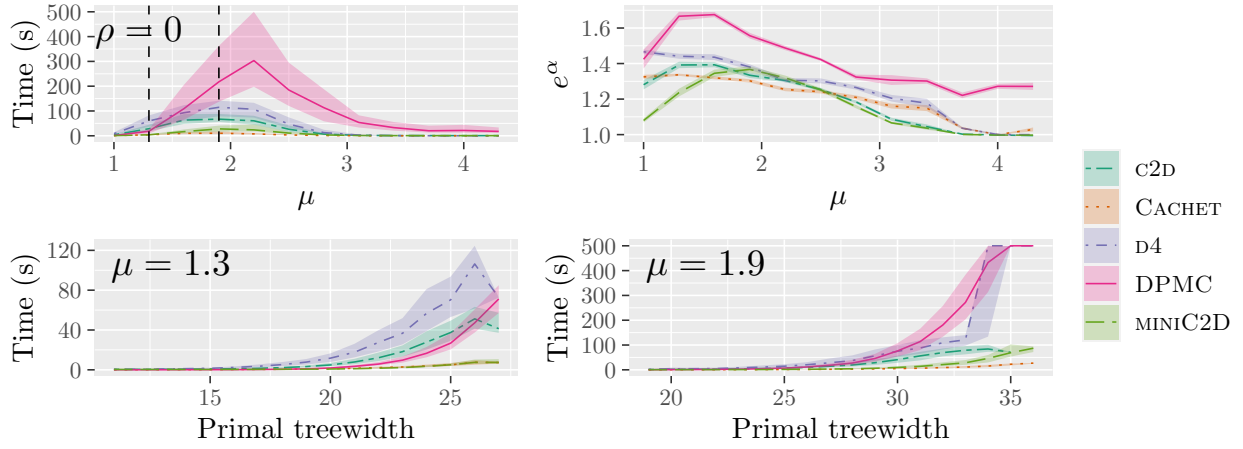 500
400
300
200
100
0
Time (s)
ρ = 0
1
2
3
4
μ
1.6
1.4
1.2
1.0
e^α
1
2
3
4
μ
C2D
CACHET
D4
DPMC
MINIC2D
120
80
40
0
Time (s)
μ = 1.3
15
20
25
Primal treewidth
500
400
300
200
100
0
Time (s)
μ = 1.9
20
25
30
35
Primal treewidth